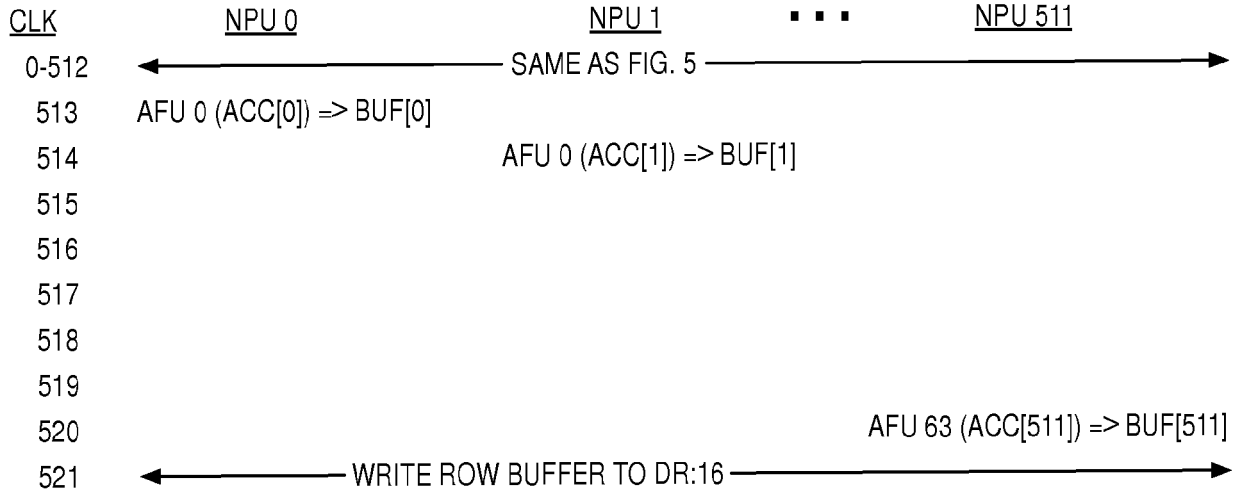 CLK NPU 0 NPU 1 ▪ ▪ ▪ NPU 511
0-512 SAME AS FIG. 5
513 AFU 0 (ACC[0]) => BUF[0]
514 AFU 0 (ACC[1]) => BUF[1]
515
516
517
518
519
520 AFU 63 (ACC[511]) => BUF[511]
521 WRITE ROW BUFFER TO DR:16